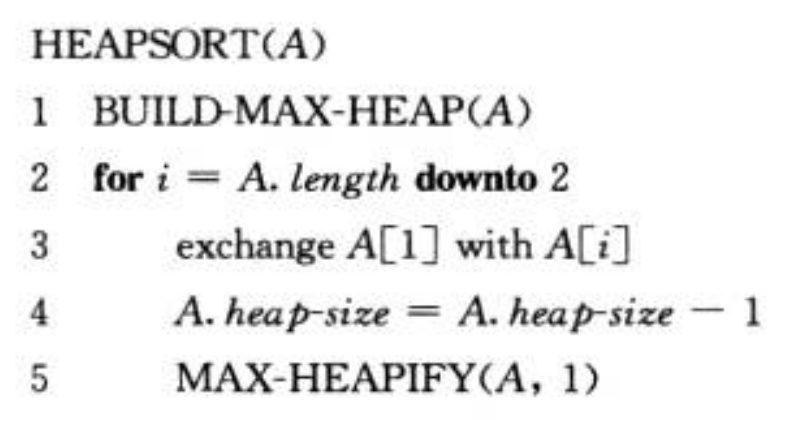 HEAPSORT(A)
1 BUILD-MAX-HEAP(A)
2 for i = A. length downto 2
3 exchange A[1] with A[i]
4 A. heap-size = A. heap-size − 1
5 MAX-HEAPIFY(A, 1)